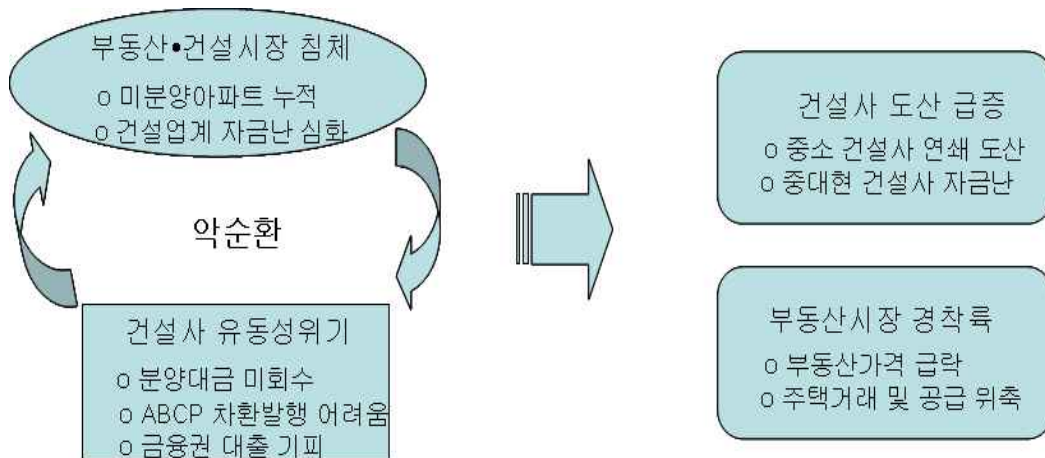 부동산•건설시장 침체
o 미분양아파트 누적
o 건설업계 자금난 심화
악순환
건설사 유동성위기
o 분양대금 미회수
o ABCP 차환발행 어려움
o 금융권 대출 기피
건설사 도산 급증
o 중소 건설사 연쇄 도산
o 중대현 건설사 자금난
부동산시장 경착륙
o 부동산가격 급락
o 주택거래 및 공급 위축